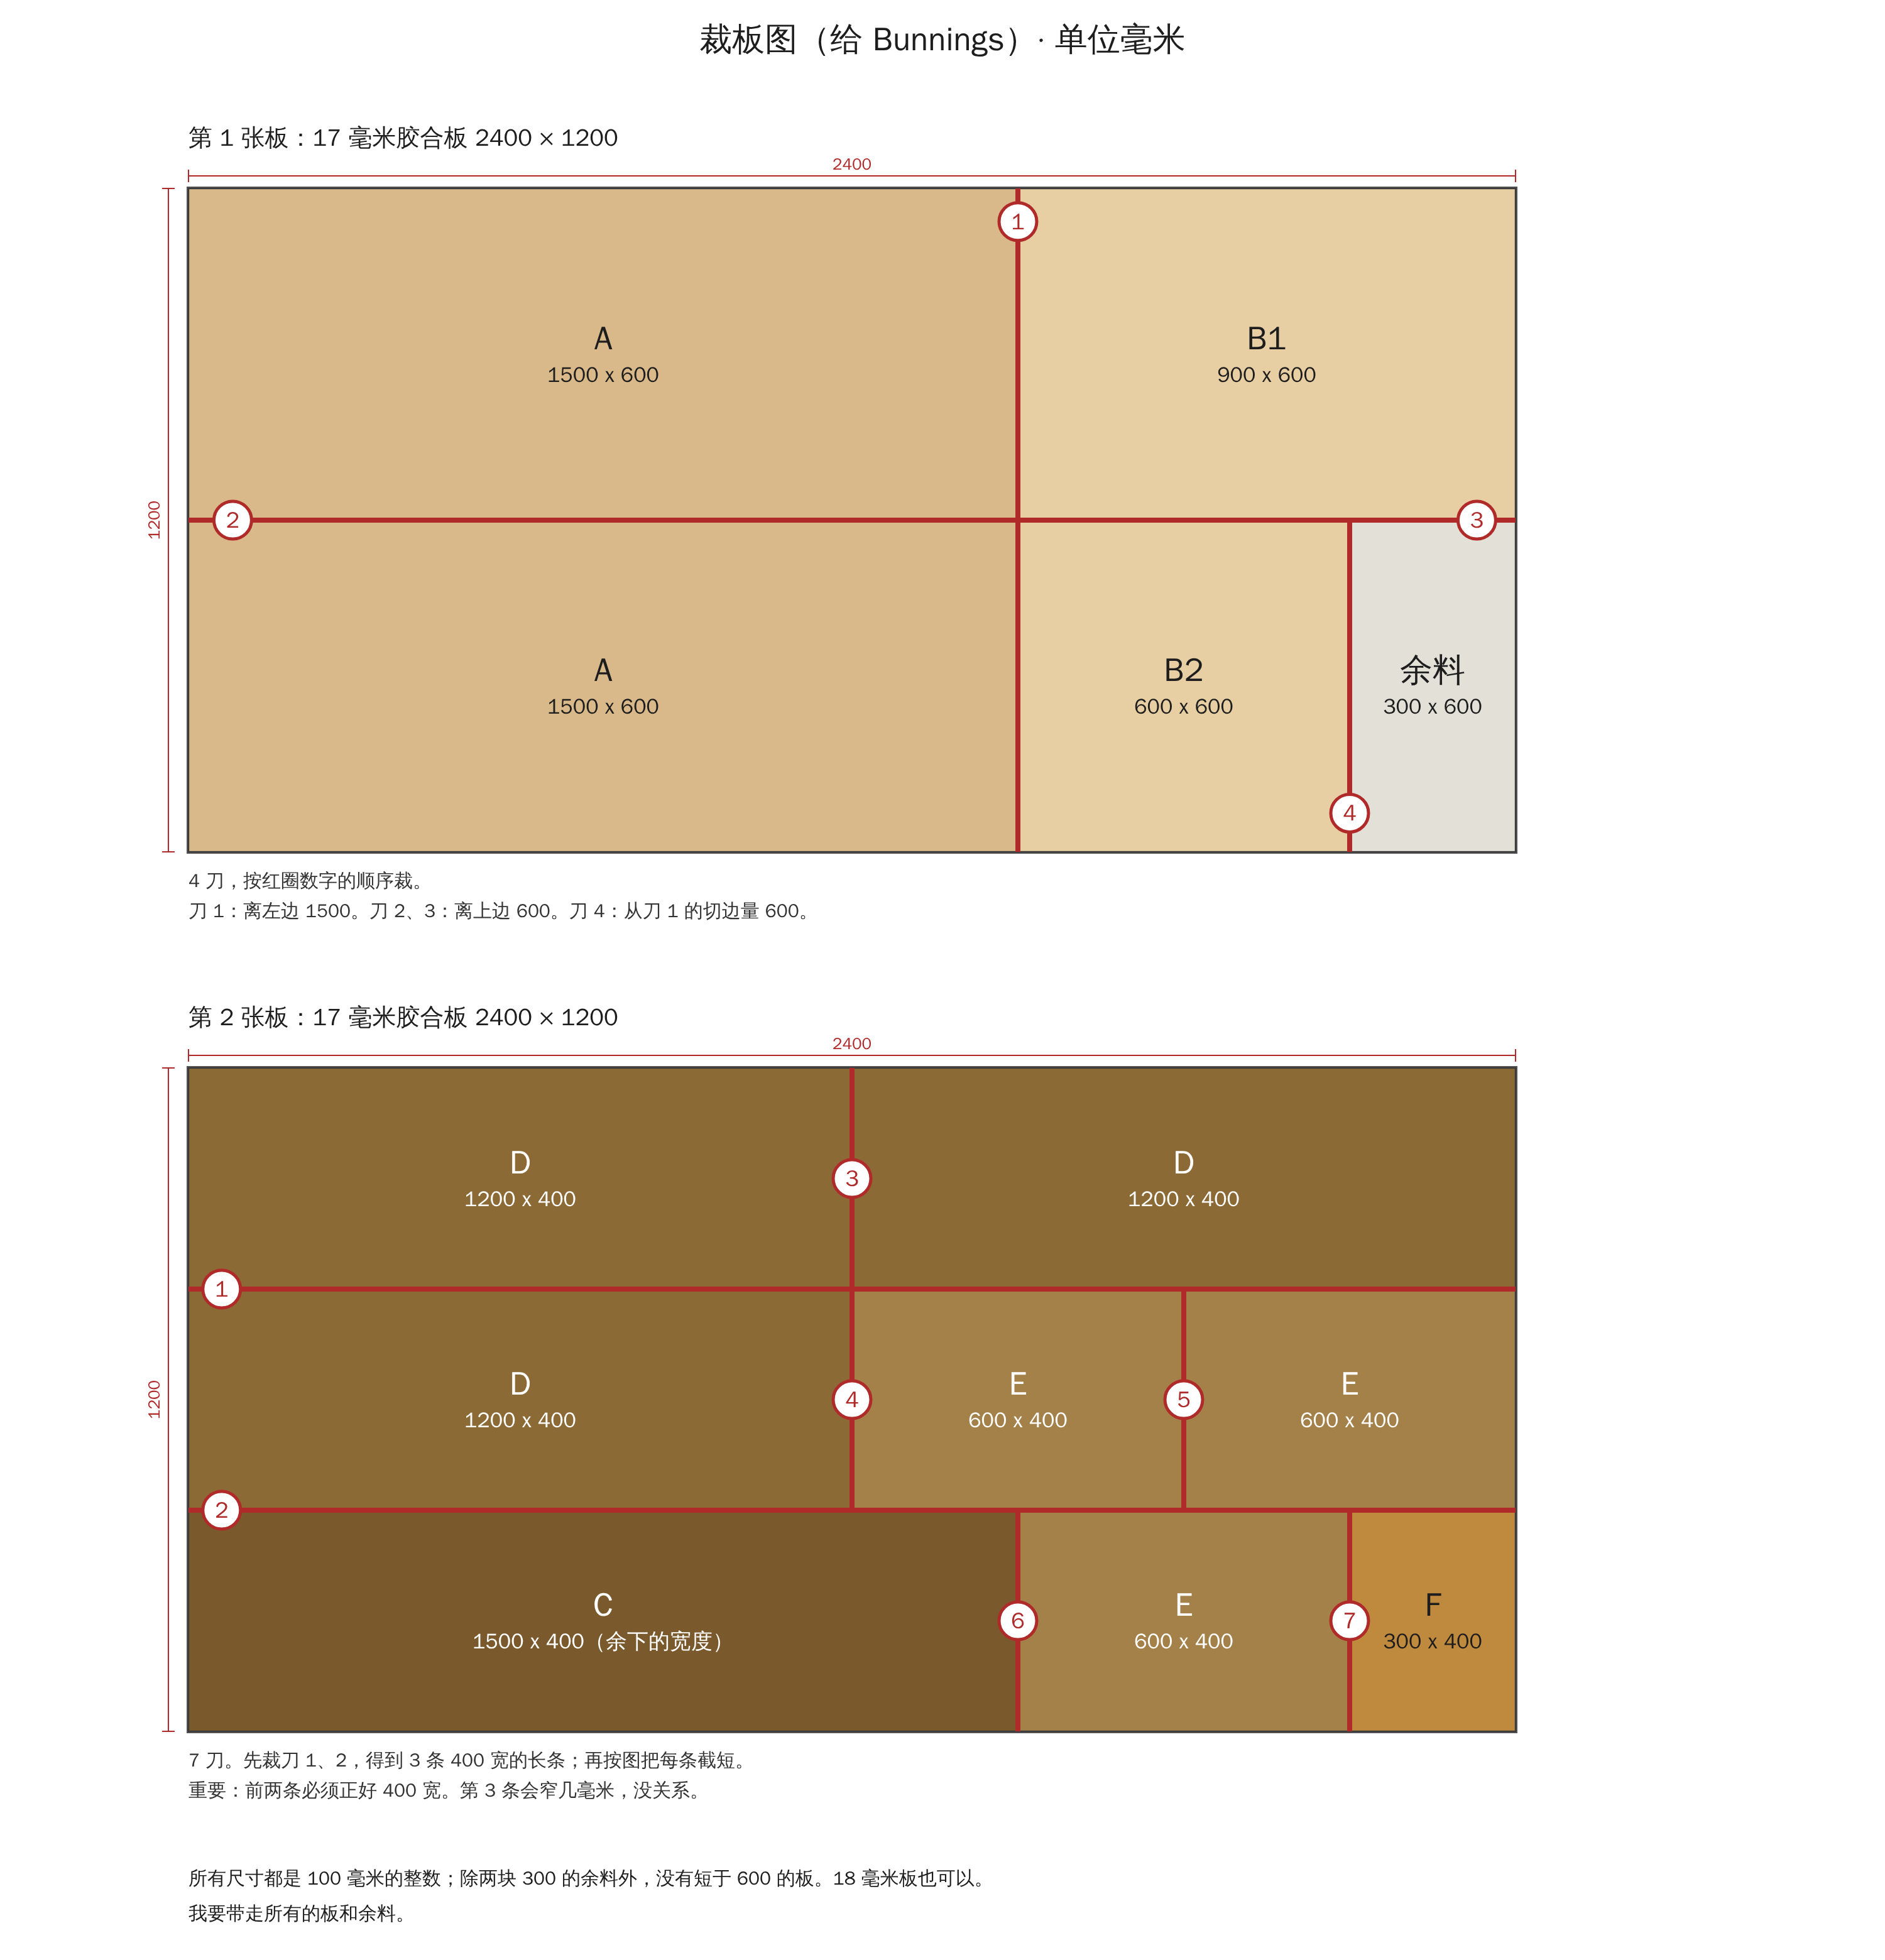 裁板图（给 Bunnings）· 单位毫米
第 1 张板：17 毫米胶合板 2400 × 1200
2400
1200
1
A
1500 x 600
B1
900 x 600
2
3
A
1500 x 600
B2
600 x 600
余料
300 x 600
4
4 刀，按红圈数字的顺序裁。
刀 1：离左边 1500。刀 2、3：离上边 600。刀 4：从刀 1 的切边量 600。
第 2 张板：17 毫米胶合板 2400 × 1200
2400
1200
D
1200 x 400
3
D
1200 x 400
1
D
1200 x 400
4
E
600 x 400
5
E
600 x 400
2
C
1500 x 400（余下的宽度）
6
E
600 x 400
7
F
300 x 400
7 刀。先裁刀 1、2，得到 3 条 400 宽的长条；再按图把每条截短。
重要：前两条必须正好 400 宽。第 3 条会窄几毫米，没关系。
所有尺寸都是 100 毫米的整数；除两块 300 的余料外，没有短于 600 的板。18 毫米板也可以。
我要带走所有的板和余料。